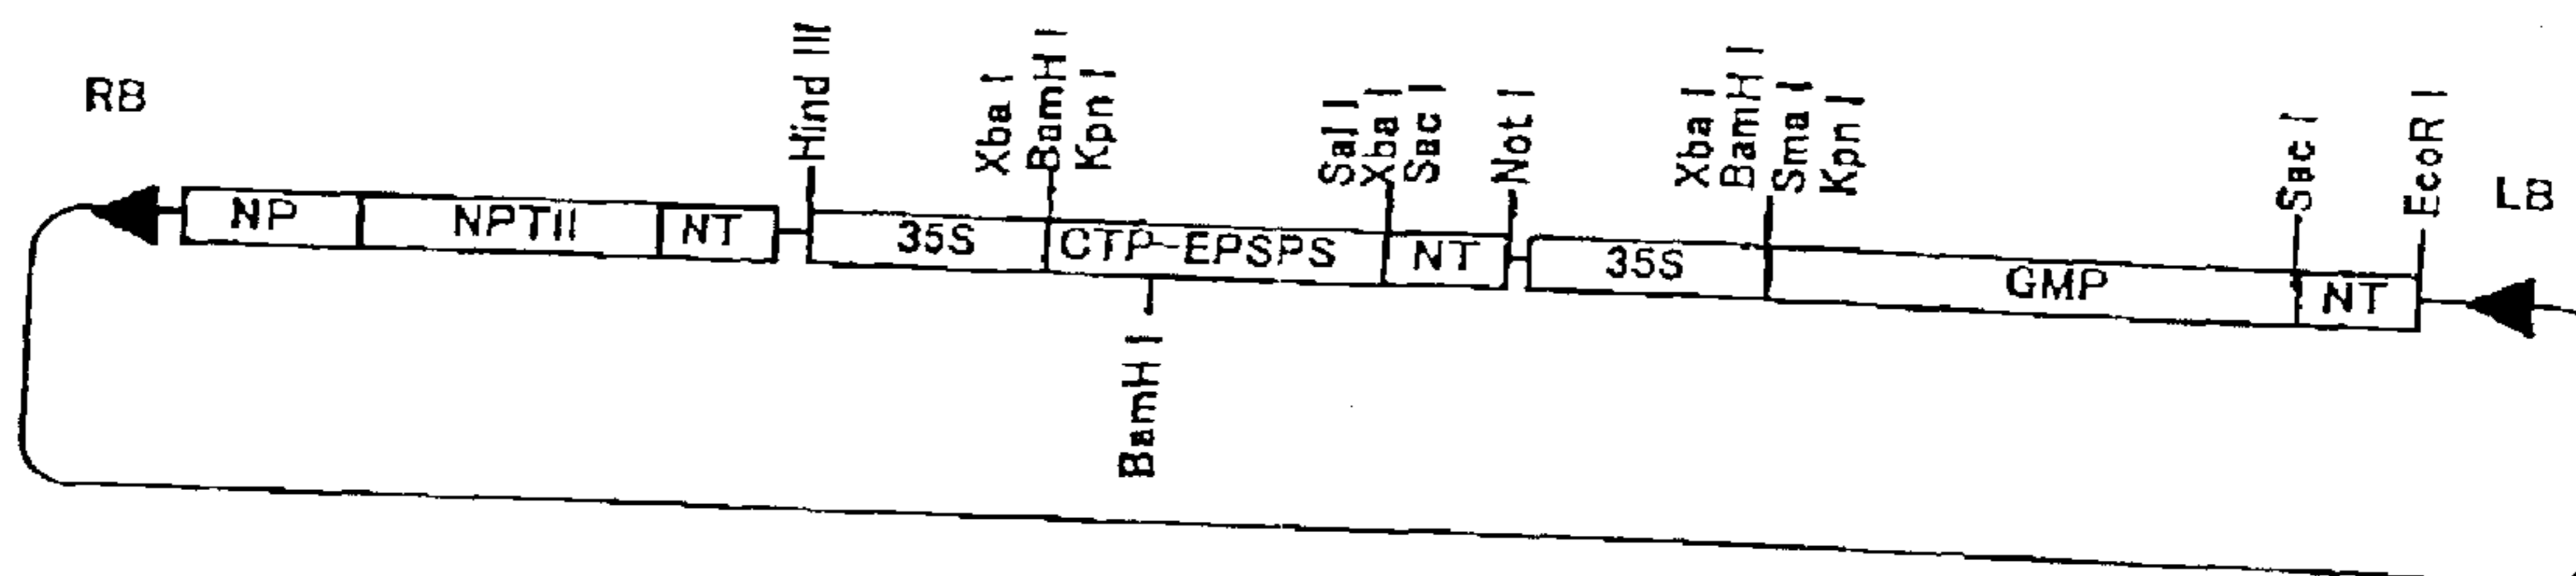 RB
Hind III
Xba I
BamH I
Kpn I
Sal I
Xba I
Sac I
Not I
Xba I
BamH I
Sma I
Kpn I
Sac I
EcoR I
LB
NP
NPTII
NT
35S
CTP-EPSPS
NT
35S
GMP
NT
BamH I